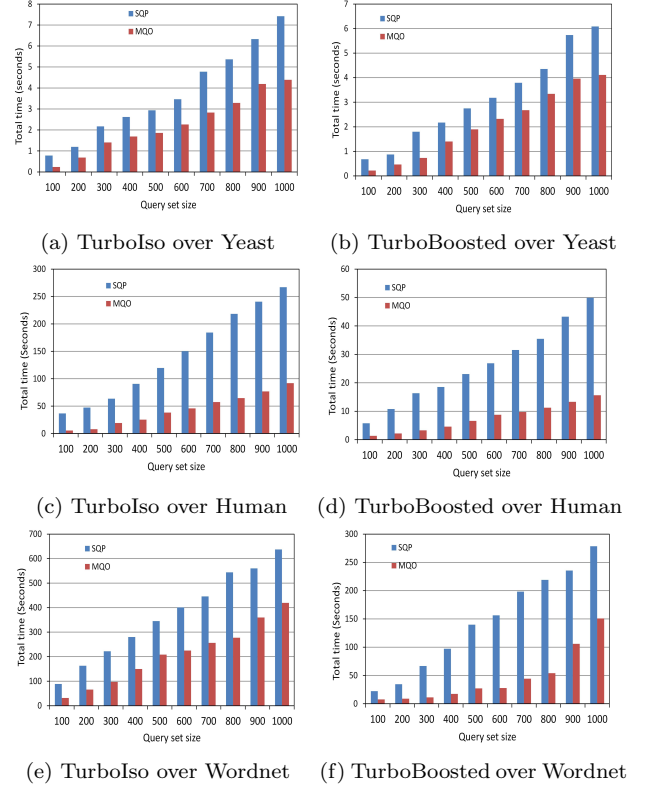 8
7
6
5
4
3
2
1
0
Total time (seconds)
SQP
MQO
100 200 300 400 500 600 700 800 900 1000
Query set size
(a) TurboIso over Yeast
7
6
5
4
3
2
1
0
Total time (seconds)
SQP
MQO
100 200 300 400 500 600 700 800 900 1000
Query set size
(b) TurboBoosted over Yeast
300
250
200
150
100
50
0
Total time (Seconds)
SQP
MQO
100 200 300 400 500 600 700 800 900 1000
Query set size
(c) TurboIso over Human
60
50
40
30
20
10
0
Total time (Seconds)
SQP
MQO
100 200 300 400 500 600 700 800 900 1000
Query set size
(d) TurboBoosted over Human
700
600
500
400
300
200
100
0
Total time (Seconds)
SQP
MQO
100 200 300 400 500 600 700 800 900 1000
Query set size
(e) TurboIso over Wordnet
300
250
200
150
100
50
0
Total time (Seconds)
SQP
MQO
100 200 300 400 500 600 700 800 900 1000
Query set size
(f) TurboBoosted over Wordnet